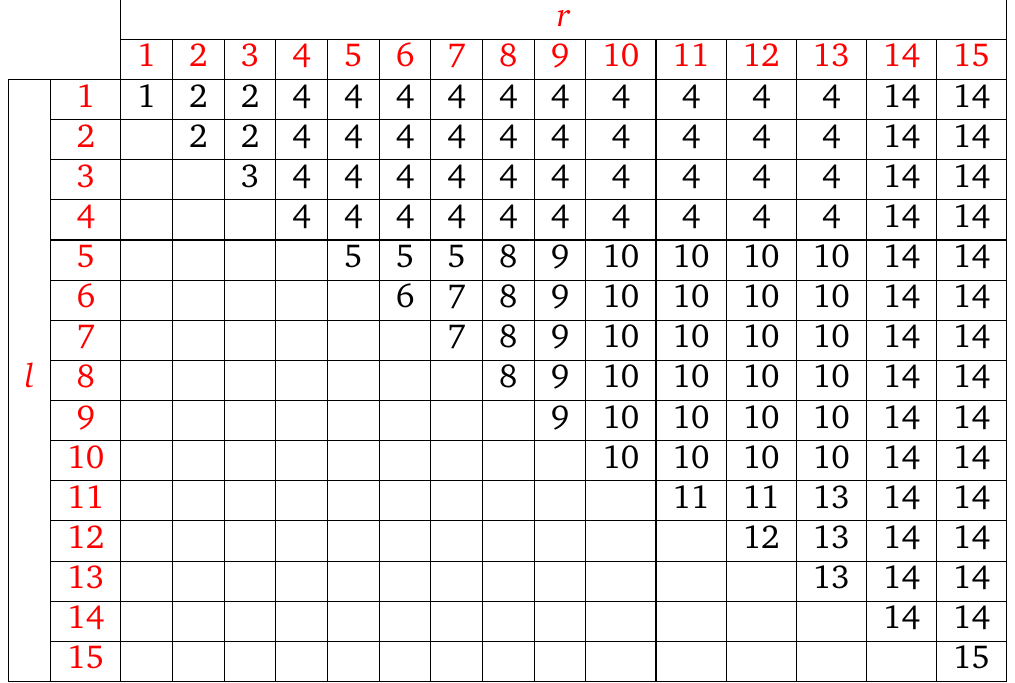 r
1 2 3 4 5 6 7 8 9 10 11 12 13 14 15
1 1 2 2 4 4 4 4 4 4 4 4 4 4 14 14
2 2 2 4 4 4 4 4 4 4 4 4 4 14 14
3 3 4 4 4 4 4 4 4 4 4 4 14 14
4 4 4 4 4 4 4 4 4 4 4 14 14
5 5 5 5 8 9 10 10 10 10 14 14
6 6 7 8 9 10 10 10 10 14 14
7 7 8 9 10 10 10 10 14 14
l 8 8 9 10 10 10 10 14 14
9 9 10 10 10 10 14 14
10 10 10 10 10 14 14
11 11 11 13 14 14
12 12 13 14 14
13 13 14 14
14 14 14
15 15